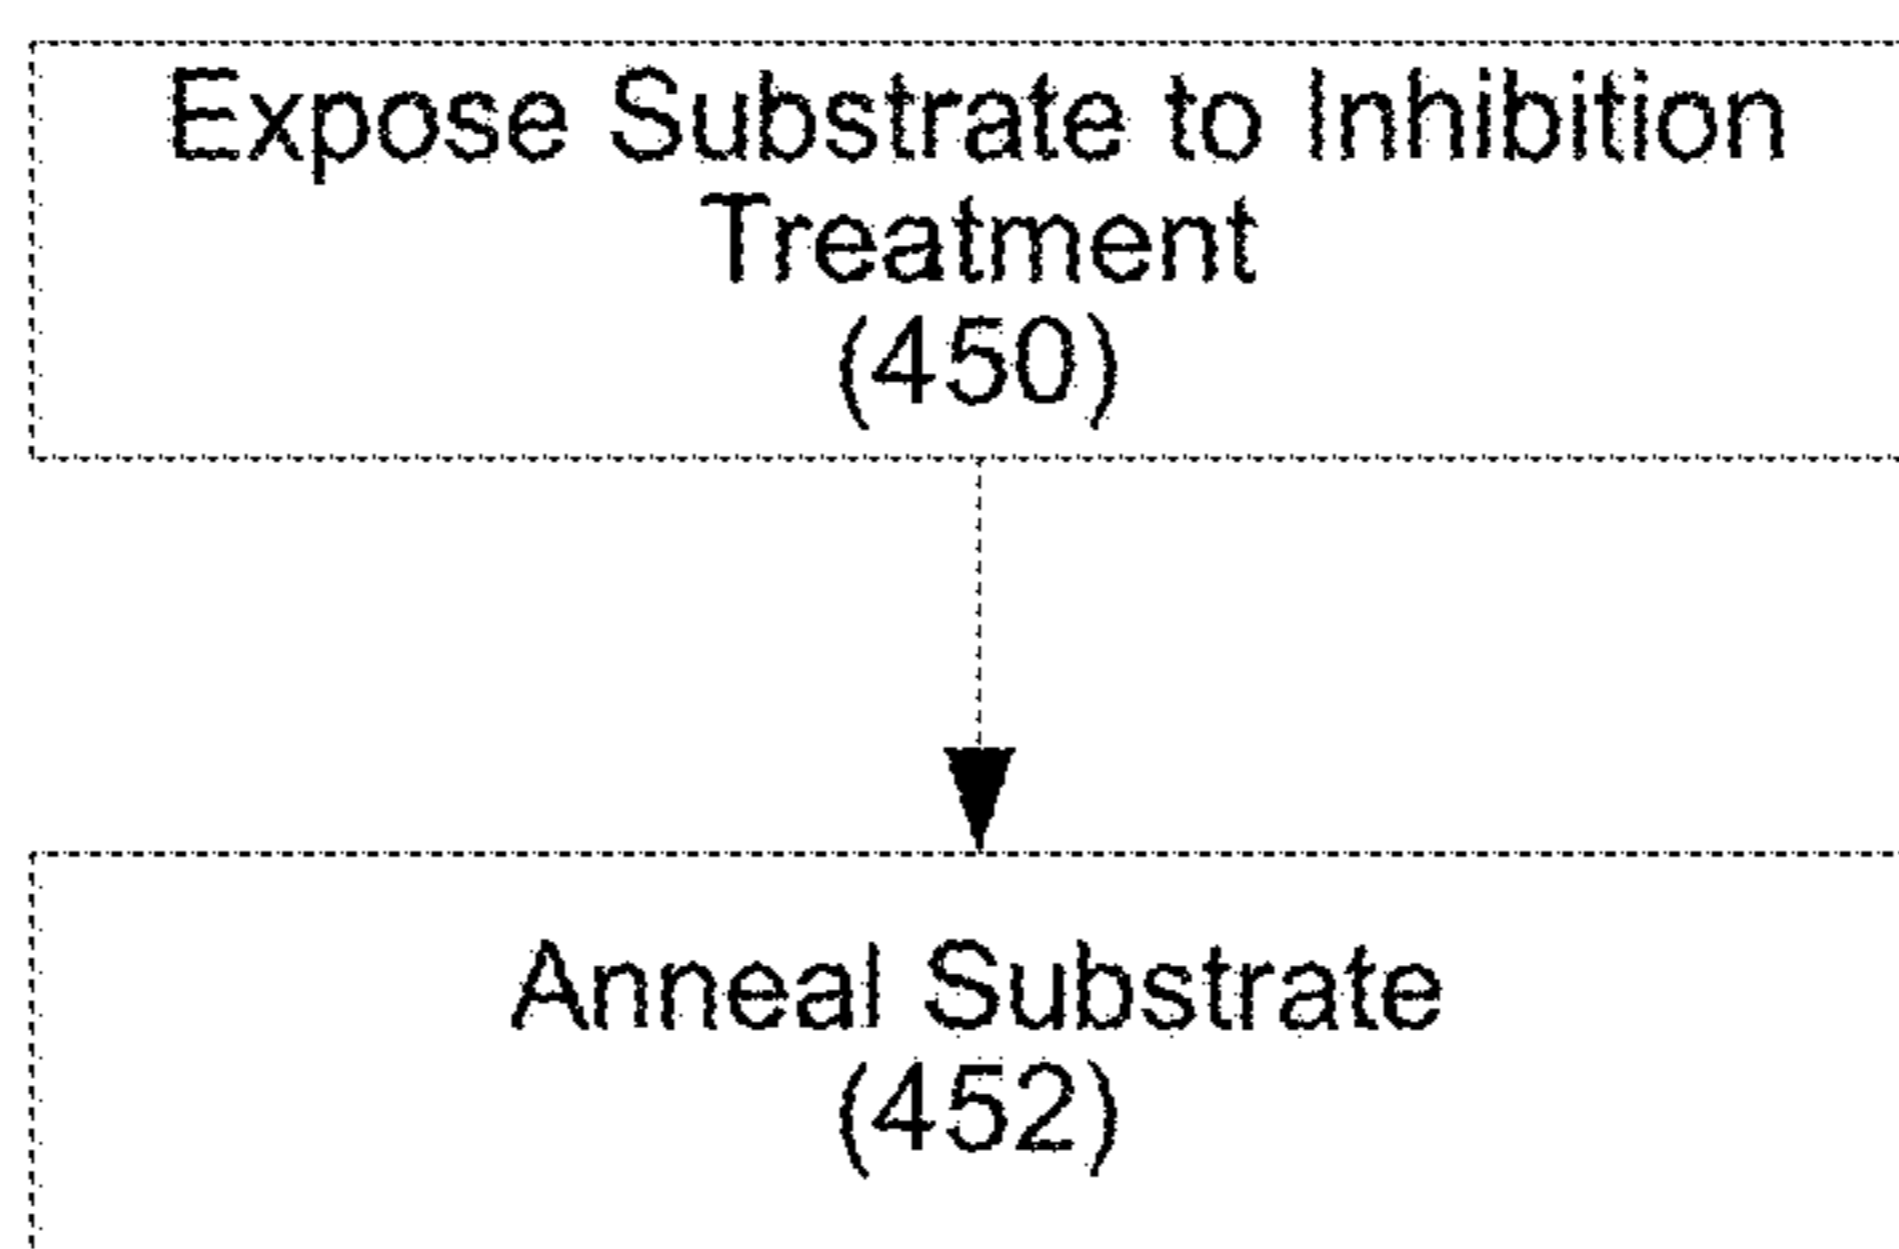 Expose Substrate to Inhibition
Treatment
(450)
Anneal Substrate
(452)